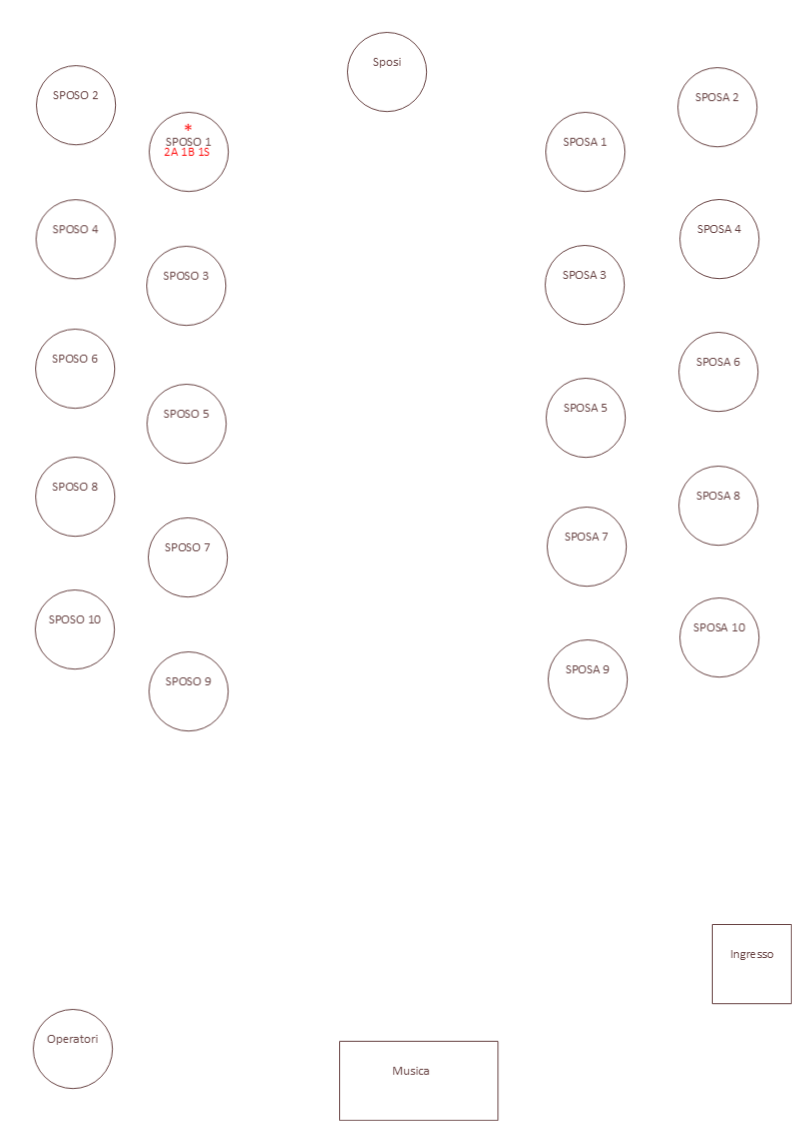 Sposi
SPOSO 2
SPOSA 2
*
SPOSO 1
2A 1B 1S
SPOSA 1
SPOSO 4
SPOSA 4
SPOSO 3
SPOSA 3
SPOSO 6
SPOSA 6
SPOSO 5
SPOSA 5
SPOSO 8
SPOSA 8
SPOSO 7
SPOSA 7
SPOSO 10
SPOSA 10
SPOSO 9
SPOSA 9
Ingresso
Operatori
Musica